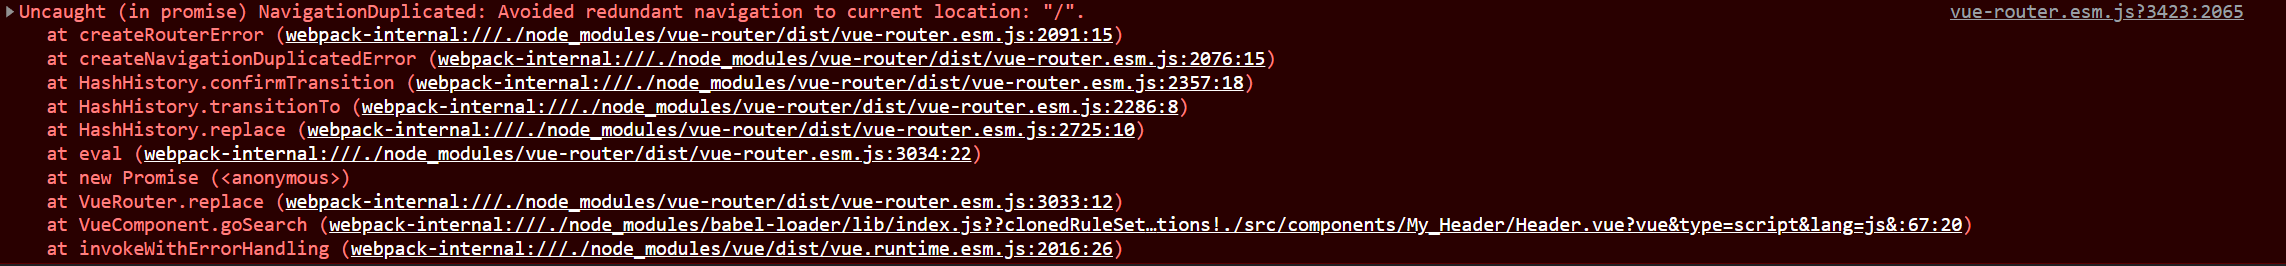 ▶Uncaught (in promise) NavigationDuplicated: Avoided redundant navigation to current location: "/". vue-router.esm.js?3423:2065
at createRouterError (webpack-internal:///./node_modules/vue-router/dist/vue-router.esm.js:2091:15)
at createNavigationDuplicatedError (webpack-internal:///./node_modules/vue-router/dist/vue-router.esm.js:2076:15)
at HashHistory.confirmTransition (webpack-internal:///./node_modules/vue-router/dist/vue-router.esm.js:2357:18)
at HashHistory.transitionTo (webpack-internal:///./node_modules/vue-router/dist/vue-router.esm.js:2286:8)
at HashHistory.replace (webpack-internal:///./node_modules/vue-router/dist/vue-router.esm.js:2725:10)
at eval (webpack-internal:///./node_modules/vue-router/dist/vue-router.esm.js:3034:22)
at new Promise (<anonymous>)
at VueRouter.replace (webpack-internal:///./node_modules/vue-router/dist/vue-router.esm.js:3033:12)
at VueComponent.goSearch (webpack-internal:///./node_modules/babel-loader/lib/index.js??clonedRuleSet…tions!./src/components/My_Header/Header.vue?vue&type=script&lang=js&:67:20)
at invokeWithErrorHandling (webpack-internal:///./node_modules/vue/dist/vue.runtime.esm.js:2016:26)